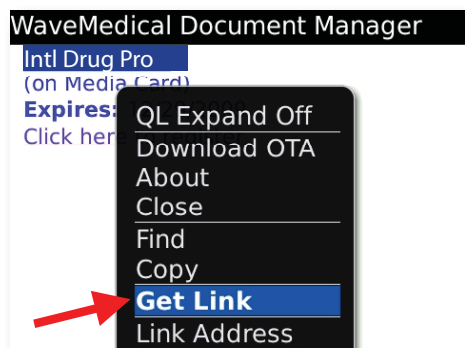 WaveMedical Document Manager
Intl Drug Pro
(on Media Card)
Expires:
Click here
QL Expand Off
Download OTA
About
Close
Find
Copy
Get Link
Link Address